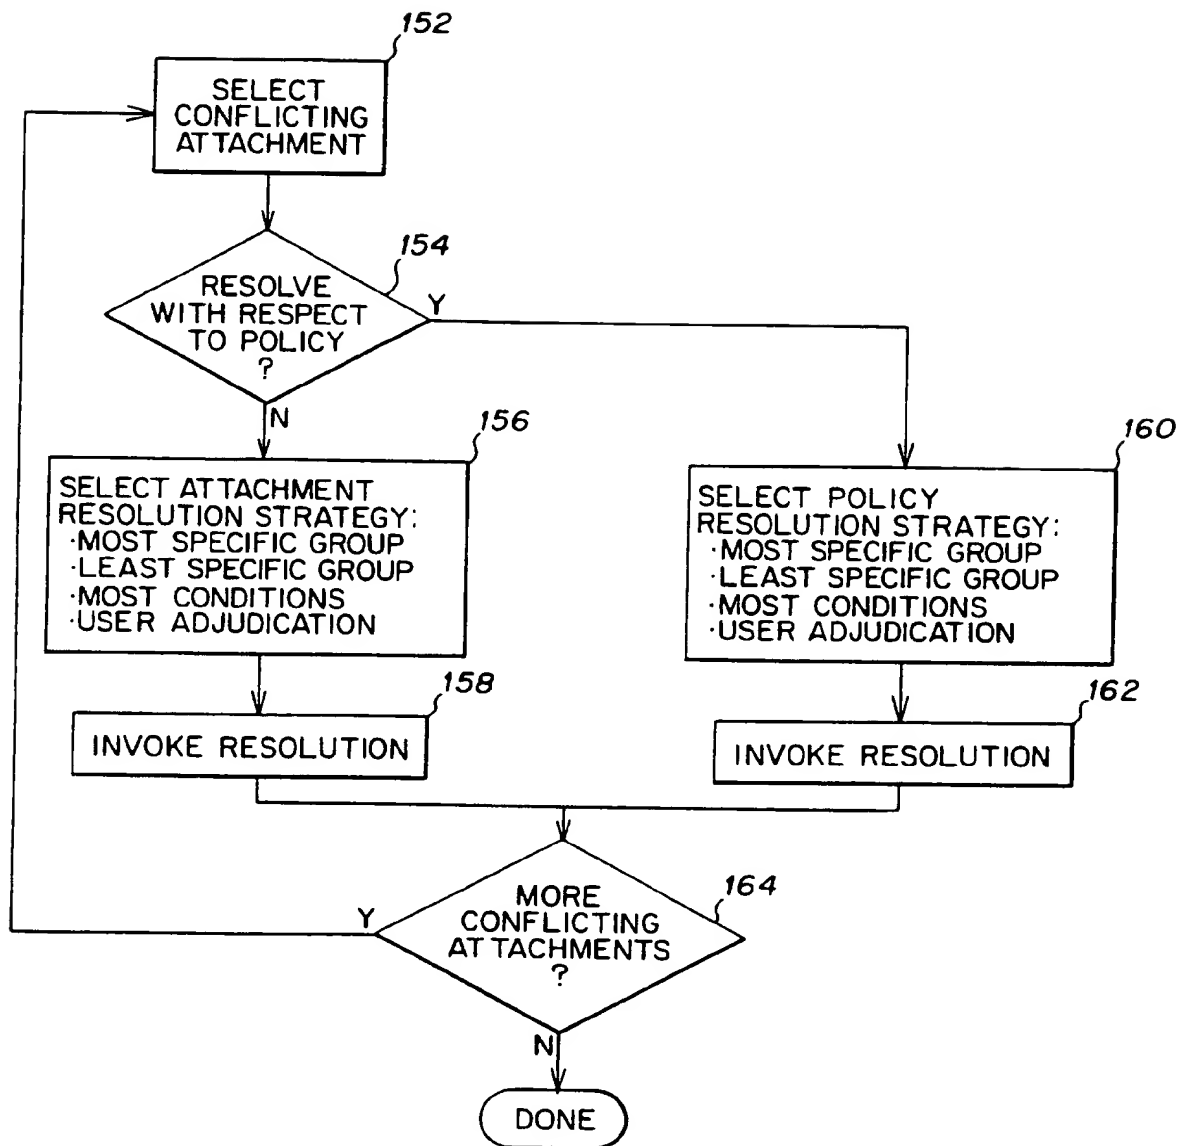 152
SELECT
CONFLICTING
ATTACHMENT
154
RESOLVE
WITH RESPECT
TO POLICY
?
Y
N
156
SELECT ATTACHMENT
RESOLUTION STRATEGY:
·MOST SPECIFIC GROUP
·LEAST SPECIFIC GROUP
·MOST CONDITIONS
·USER ADJUDICATION
160
SELECT POLICY
RESOLUTION STRATEGY:
·MOST SPECIFIC GROUP
·LEAST SPECIFIC GROUP
·MOST CONDITIONS
·USER ADJUDICATION
158
INVOKE RESOLUTION
162
INVOKE RESOLUTION
164
MORE
CONFLICTING
ATTACHMENTS
?
Y
N
DONE